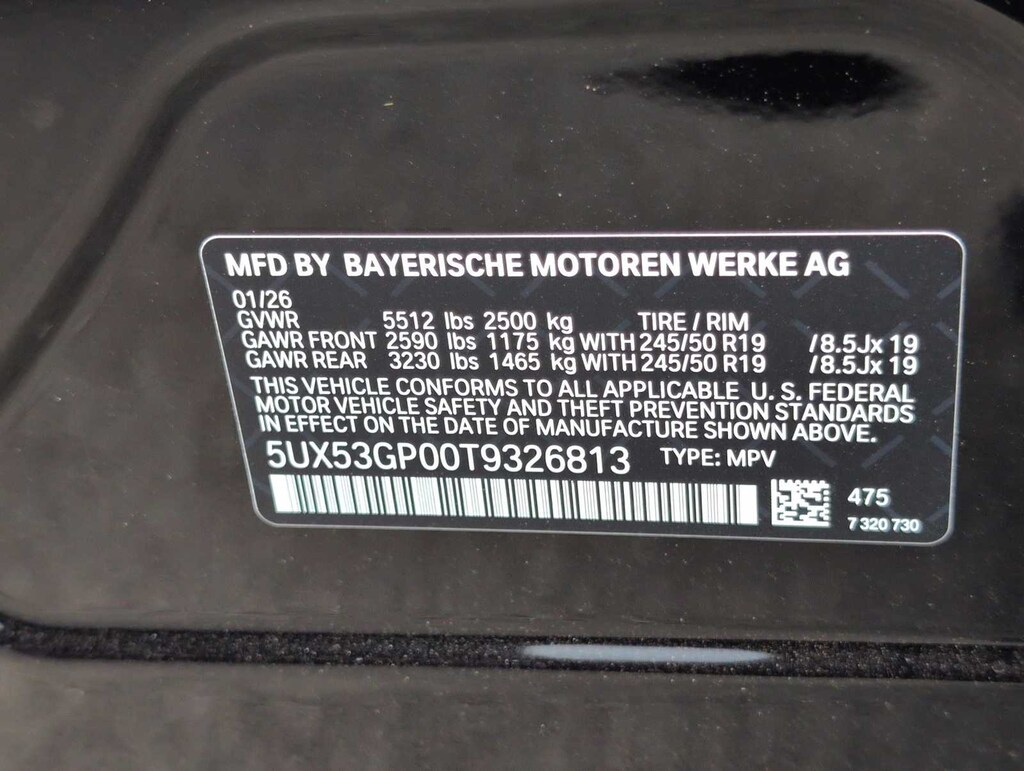 MFD BY BAYERISCHE MOTOREN WERKE AG
01/26
GVWR 5512 lbs 2500 kg TIRE / RIM
GAWR FRONT 2590 lbs 1175 kg WITH 245/50 R19 /8.5Jx 19
GAWR REAR 3230 lbs 1465 kg WITH 245/50 R19 /8.5Jx 19
THIS VEHICLE CONFORMS TO ALL APPLICABLE U. S. FEDERAL
MOTOR VEHICLE SAFETY AND THEFT PREVENTION STANDARDS
IN EFFECT ON THE DATE OF MANUFACTURE SHOWN ABOVE.
5UX53GP00T9326813 TYPE: MPV
475
7 320 730